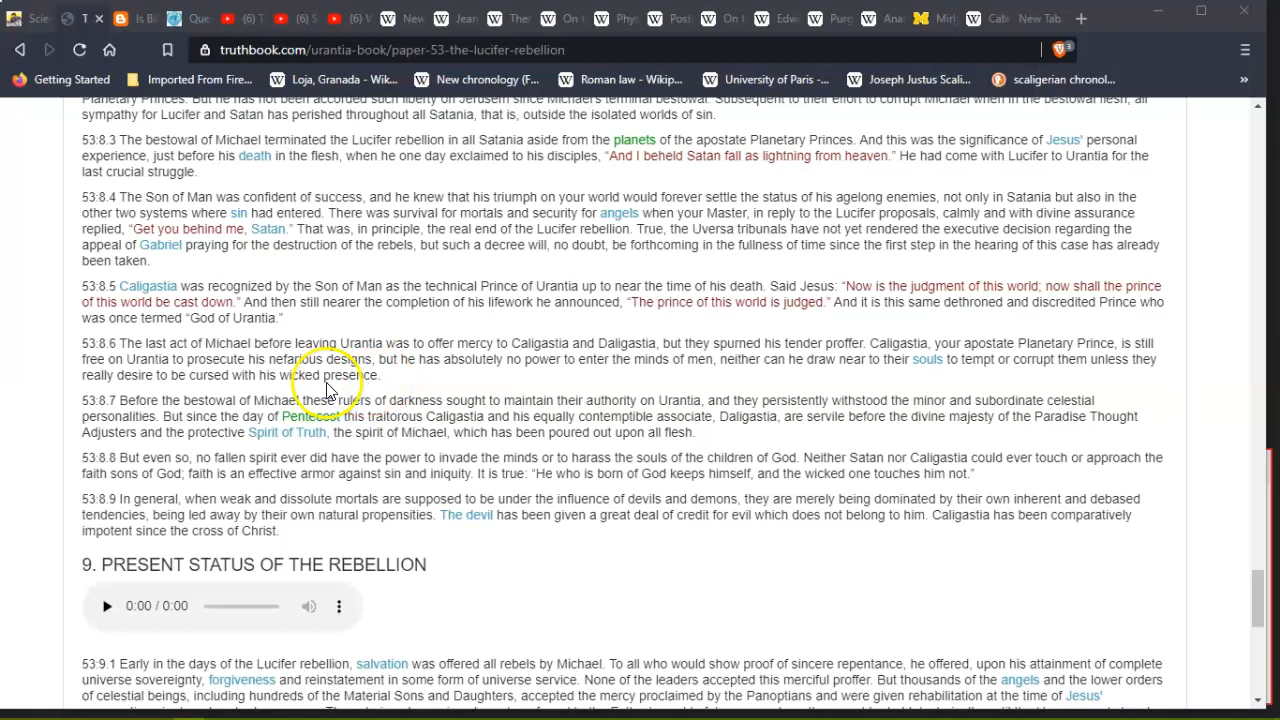 Scie
T
Is B
Que
(6) T
(6) S
(6) V
New
Jean
The
On
Phy
Post
On
Edw
Purg
Ana
Mirl
Cate
New Tab
truthbook.com/urantia-book/paper-53-the-lucifer-rebellion
3
Getting Started
Imported From Fire...
Loja, Granada - Wik...
New chronology (F...
Roman law - Wikip...
University of Paris -...
Joseph Justus Scali...
scaligerian chronol...
Planetary Princes. But he has not been accorded such liberty on Jerusem since Michael's terminal bestowal. Subsequent to their effort to corrupt Michael when in the bestowal flesh, all
sympathy for Lucifer and Satan has perished throughout all Satania, that is, outside the isolated worlds of sin.
53:8.3 The bestowal of Michael terminated the Lucifer rebellion in all Satania aside from the planets of the apostate Planetary Princes. And this was the significance of Jesus' personal
experience, just before his death in the flesh, when he one day exclaimed to his disciples, “And I beheld Satan fall as lightning from heaven.” He had come with Lucifer to Urantia for the
last crucial struggle.
53:8.4 The Son of Man was confident of success, and he knew that his triumph on your world would forever settle the status of his agelong enemies, not only in Satania but also in the
other two systems where sin had entered. There was survival for mortals and security for angels when your Master, in reply to the Lucifer proposals, calmly and with divine assurance
replied, “Get you behind me, Satan.” That was, in principle, the real end of the Lucifer rebellion. True, the Uversa tribunals have not yet rendered the executive decision regarding the
appeal of Gabriel praying for the destruction of the rebels, but such a decree will, no doubt, be forthcoming in the fullness of time since the first step in the hearing of this case has already
been taken.
53:8.5 Caligastia was recognized by the Son of Man as the technical Prince of Urantia up to near the time of his death. Said Jesus: “Now is the judgment of this world; now shall the prince
of this world be cast down.” And then still nearer the completion of his lifework he announced, “The prince of this world is judged.” And it is this same dethroned and discredited Prince who
was once termed “God of Urantia.”
53:8.6 The last act of Michael before leaving Urantia was to offer mercy to Caligastia and Daligastia, but they spurned his tender proffer. Caligastia, your apostate Planetary Prince, is still
free on Urantia to prosecute his nefarious designs, but he has absolutely no power to enter the minds of men, neither can he draw near to their souls to tempt or corrupt them unless they
really desire to be cursed with his wicked presence.
53:8.7 Before the bestowal of Michael these rulers of darkness sought to maintain their authority on Urantia, and they persistently withstood the minor and subordinate celestial
personalities. But since the day of Pentecost this traitorous Caligastia and his equally contemptible associate, Daligastia, are servile before the divine majesty of the Paradise Thought
Adjusters and the protective Spirit of Truth, the spirit of Michael, which has been poured out upon all flesh.
53:8.8 But even so, no fallen spirit ever did have the power to invade the minds or to harass the souls of the children of God. Neither Satan nor Caligastia could ever touch or approach the
faith sons of God; faith is an effective armor against sin and iniquity. It is true: “He who is born of God keeps himself, and the wicked one touches him not.”
53:8.9 In general, when weak and dissolute mortals are supposed to be under the influence of devils and demons, they are merely being dominated by their own inherent and debased
tendencies, being led away by their own natural propensities. The devil has been given a great deal of credit for evil which does not belong to him. Caligastia has been comparatively
impotent since the cross of Christ.
9. PRESENT STATUS OF THE REBELLION
0:00 / 0:00
53:9.1 Early in the days of the Lucifer rebellion, salvation was offered all rebels by Michael. To all who would show proof of sincere repentance, he offered, upon his attainment of complete
universe sovereignty, forgiveness and reinstatement in some form of universe service. None of the leaders accepted this merciful proffer. But thousands of the angels and the lower orders
of celestial beings, including hundreds of the Material Sons and Daughters, accepted the mercy proclaimed by the Panoptians and were given rehabilitation at the time of Jesus'